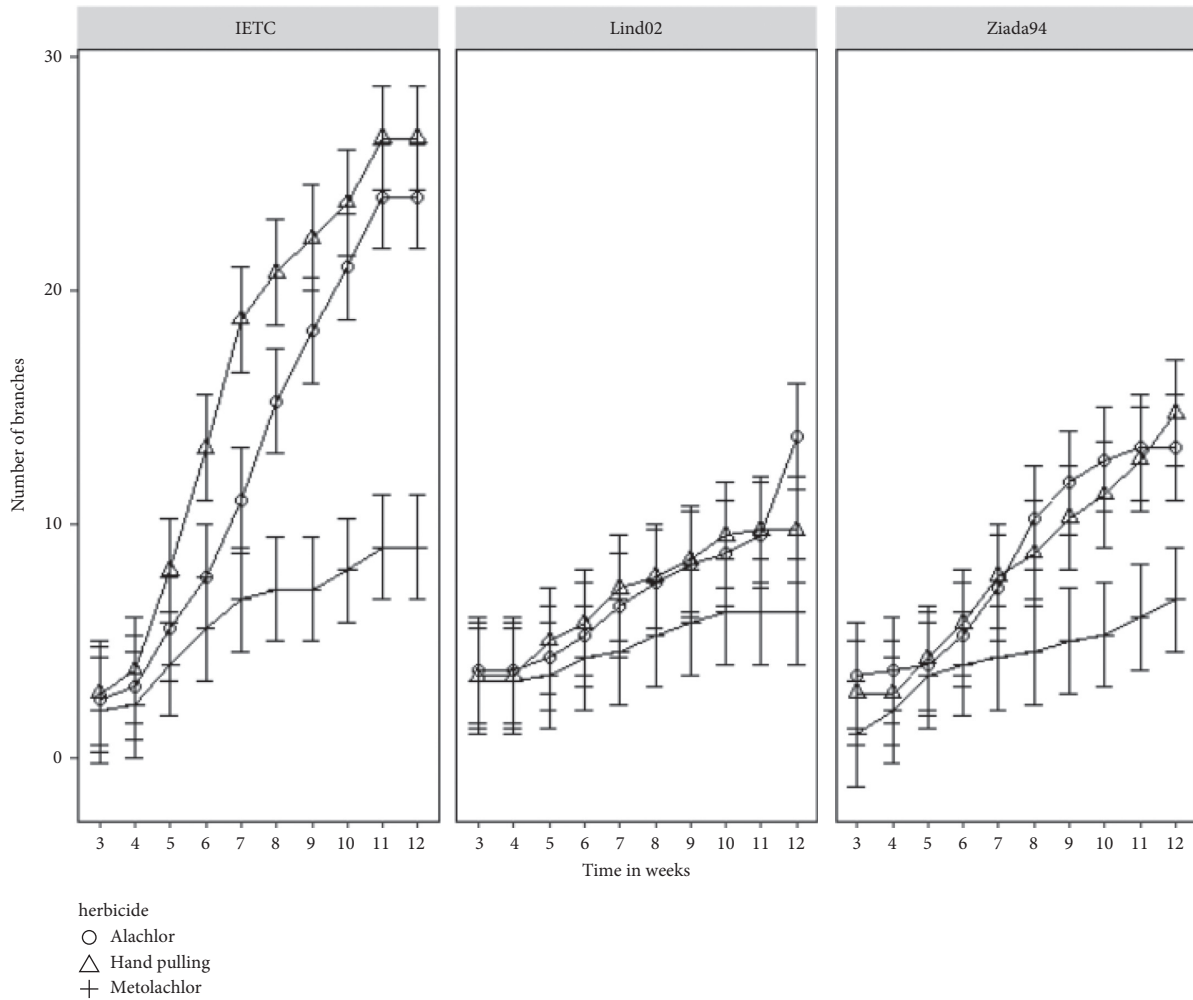 IETC Lind02 Ziada94
30
20
10
0
Number of branches
3 4 5 6 7 8 9 10 11 12 3 4 5 6 7 8 9 10 11 12 3 4 5 6 7 8 9 10 11 12
Time in weeks
herbicide
Alachlor
Hand pulling
Metolachlor